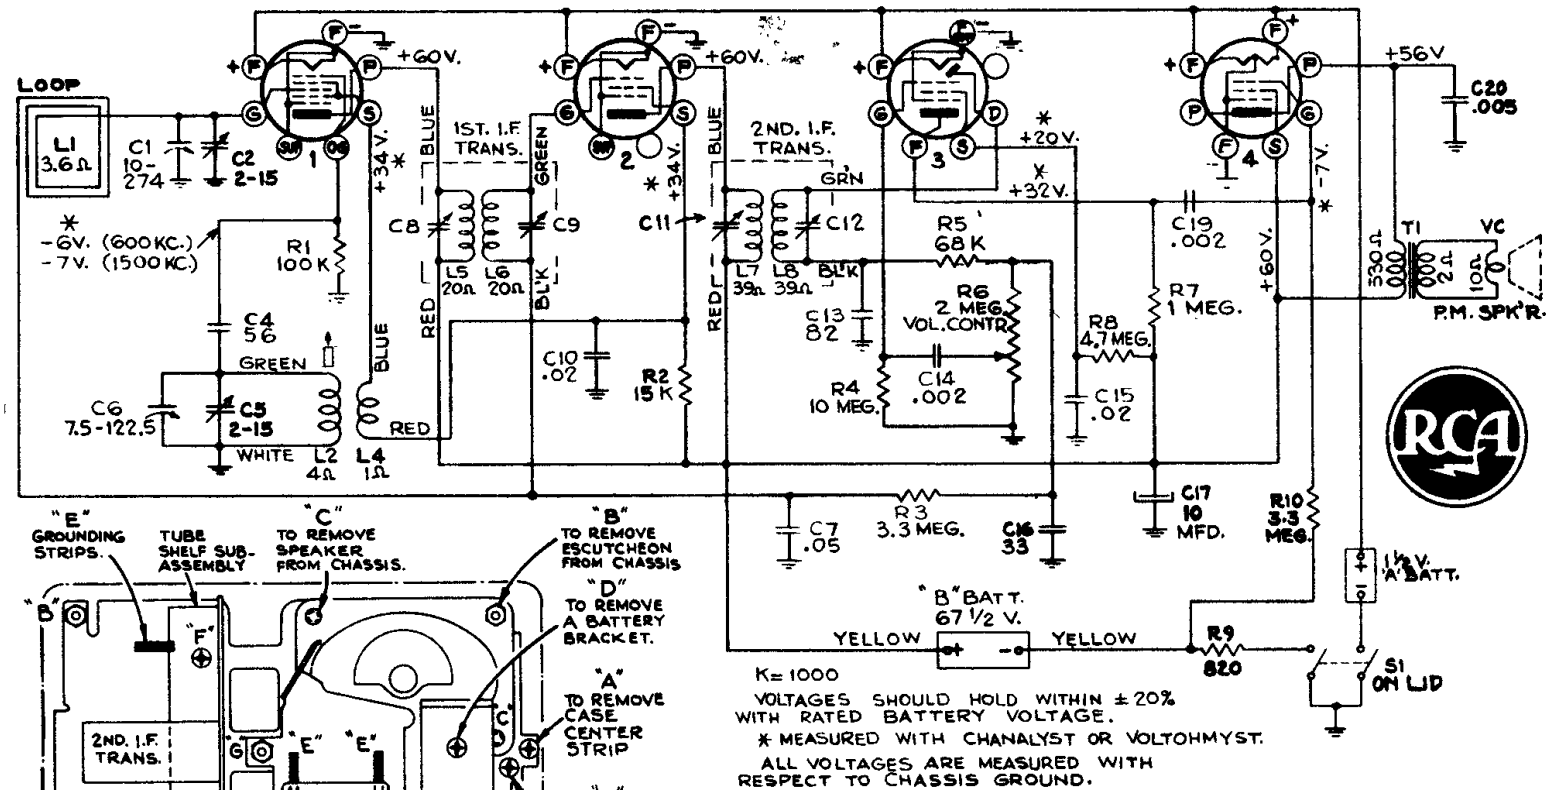 LOOP
L1
3.6Ω
C1
10-
274
C2
2-15
F
-
+
F
P
G
S
SUP
OG
1
+60V.
+34V.
*
BLUE
1ST. I.F.
TRANS.
GREEN
C8
C9
L5
20Ω
L6
20Ω
RED
BL'K
F
-
+
F
P
G
S
SUP
2
+60V.
*
+34V.
BLUE
2ND. I.F.
TRANS.
GR'N
C11
C12
L7
39Ω
L8
39Ω
BL'K
RED
F
-
+
F
G
D
F
S
3
*
+20V.
*
+32V.
F
+
+
F
P
P
G
F
S
4
+56V
C20
.005
-7V.
*
+60V.
C19
.002
T1
VC
330Ω
2Ω
10Ω
P.M. SPK'R.
*
-6V. (600KC.)
-7V. (1500KC.)
R1
100K
C4
56
GREEN
BLUE
C6
7.5-122.5
C5
2-15
WHITE
L2
4Ω
L4
1Ω
RED
C10
.02
R2
15K
R5
68K
C13
82
R6
2 MEG.
VOL.CONTR.
C14
.002
R4
10 MEG.
R7
1 MEG.
R8
4.7MEG.
C15
.02
RCA
R3
3.3 MEG.
C7
.05
C16
33
C17
10
MFD.
R10
3.3
MEG.
1½V.
"A" BATT.
+
-
"B" BATT.
67 1/2 V.
YELLOW
+
-
YELLOW
R9
820
S1
ON LID
K=1000
VOLTAGES SHOULD HOLD WITHIN ±20%
WITH RATED BATTERY VOLTAGE.
* MEASURED WITH CHANALYST OR VOLTOHMYST.
ALL VOLTAGES ARE MEASURED WITH
RESPECT TO CHASSIS GROUND.
"E"
GROUNDING
STRIPS.
TUBE
SHELF SUB-
ASSEMBLY
"C"
TO REMOVE
SPEAKER
FROM CHASSIS.
"B"
TO REMOVE
ESCUTCHEON
FROM CHASSIS
"D"
TO REMOVE
A BATTERY
BRACKET.
"A"
TO REMOVE
CASE
CENTER
STRIP
"B"
"F"
"C"
2ND. I.F.
TRANS.
"G"
"E"
"E"